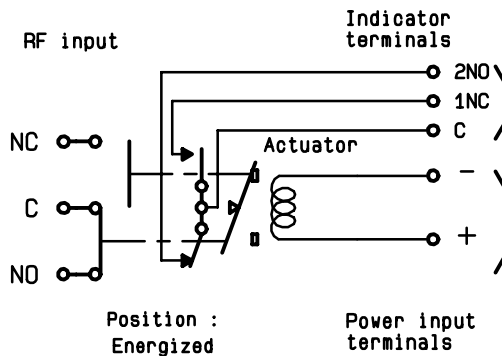 RF input
Indicator
terminals
2NO
1NC
C
NC
Actuator
C
-
+
NO
Position :
Energized
Power input
terminals